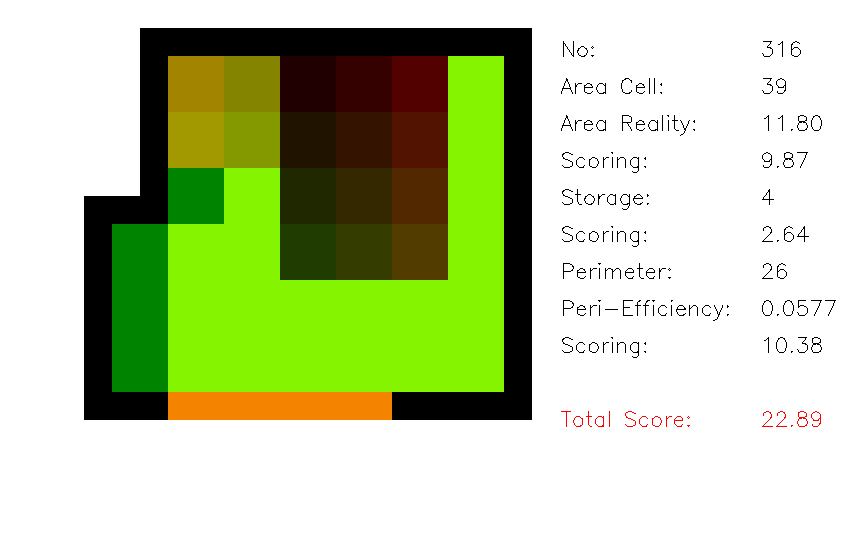 No: 316
Area Cell: 39
Area Reality: 11.80
Scoring: 9.87
Storage: 4
Scoring: 2.64
Perimeter: 26
Peri-Efficiency: 0.0577
Scoring: 10.38
Total Score: 22.89